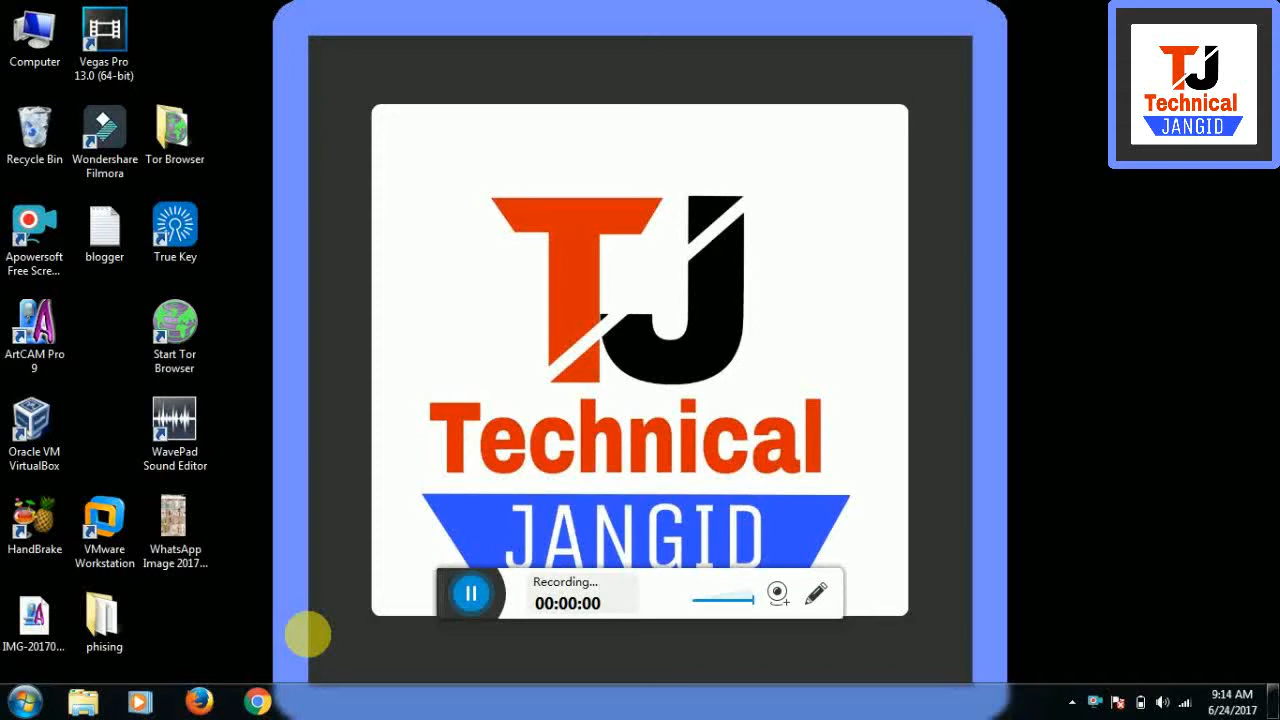 Computer
Vegas Pro
13.0 (64-bit)
Recycle Bin
Wondershare
Filmora
Tor Browser
Apowersoft
Free Scre...
blogger
True Key
ArtCAM Pro
9
Start Tor
Browser
Oracle VM
VirtualBox
WavePad
Sound Editor
HandBrake
VMware
Workstation
WhatsApp
Image 2017...
IMG-20170...
phising
TJ
Technical
JANGID
Recording...
00:00:00
TJ
Technical
JANGID
9:14 AM
6/24/2017